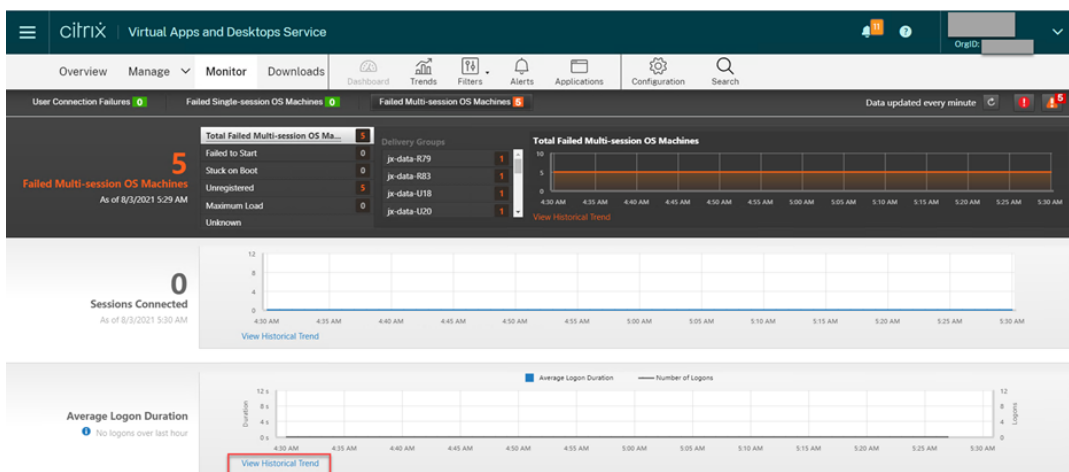 citrix | Virtual Apps and Desktops Service
11
OrgID:
Overview Manage Monitor Downloads Dashboard Trends Filters Alerts Applications Configuration Search
User Connection Failures 0 Failed Single-session OS Machines 0 Failed Multi-session OS Machines 5 Data updated every minute 5
5
Failed Multi-session OS Machines
As of 8/3/2021 5:29 AM
Total Failed Multi-session OS Ma... 5
Failed to Start 0
Stuck on Boot 0
Unregistered 5
Maximum Load 0
Unknown
Delivery Groups
jx-data-R79 1
jx-data-R83 1
jx-data-U18 1
jx-data-U20 1
Total Failed Multi-session OS Machines
10
5
0
4:30 AM 4:35 AM 4:40 AM 4:45 AM 4:50 AM 4:55 AM 5:00 AM 5:05 AM 5:10 AM 5:15 AM 5:20 AM 5:25 AM 5:30 AM
View Historical Trend
0
Sessions Connected
As of 8/3/2021 5:30 AM
12
8
4
0
4:30 AM 4:35 AM 4:40 AM 4:45 AM 4:50 AM 4:55 AM 5:00 AM 5:05 AM 5:10 AM 5:15 AM 5:20 AM 5:25 AM 5:30 AM
View Historical Trend
Average Logon Duration
No logons over last hour
Average Logon Duration Number of Logons
Duration
12 s
8 s
4 s
0 s
12
8
4
0
Logons
4:30 AM 4:35 AM 4:40 AM 4:45 AM 4:50 AM 4:55 AM 5:00 AM 5:05 AM 5:10 AM 5:15 AM 5:20 AM 5:25 AM 5:30 AM
View Historical Trend